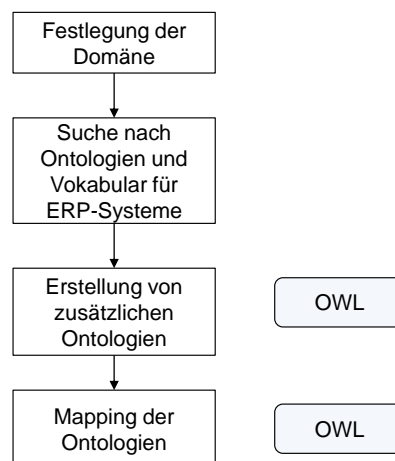 Festlegung der
Domäne
Suche nach
Ontologien und
Vokabular für
ERP-Systeme
Erstellung von
zusätzlichen
Ontologien
OWL
Mapping der
Ontologien
OWL